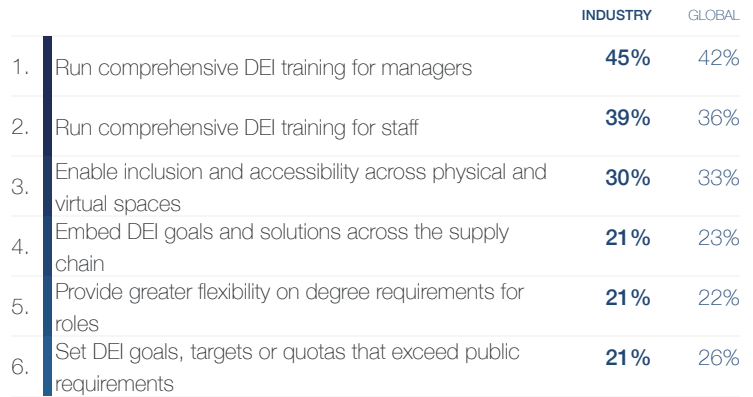 INDUSTRY GLOBAL
1. Run comprehensive DEI training for managers 45% 42%
2. Run comprehensive DEI training for staff 39% 36%
3. Enable inclusion and accessibility across physical and
virtual spaces 30% 33%
4. Embed DEI goals and solutions across the supply
chain 21% 23%
5. Provide greater flexibility on degree requirements for
roles 21% 22%
6. Set DEI goals, targets or quotas that exceed public
requirements 21% 26%